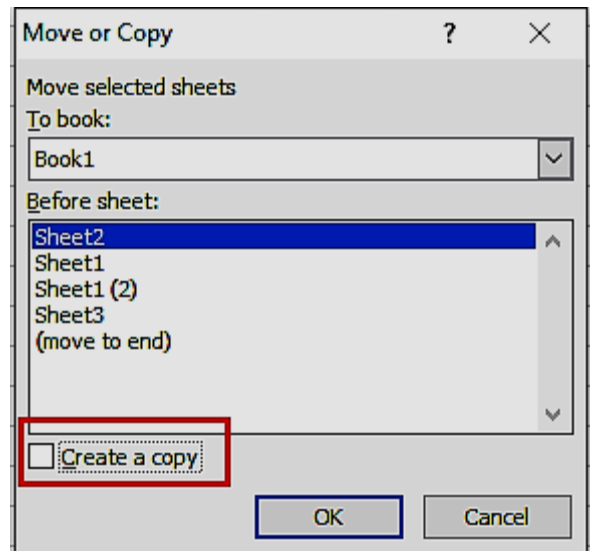 Move or Copy ?
Move selected sheets
To book:
Book1
Before sheet:
Sheet2
Sheet1
Sheet1 (2)
Sheet3
(move to end)
Create a copy
OK Cancel